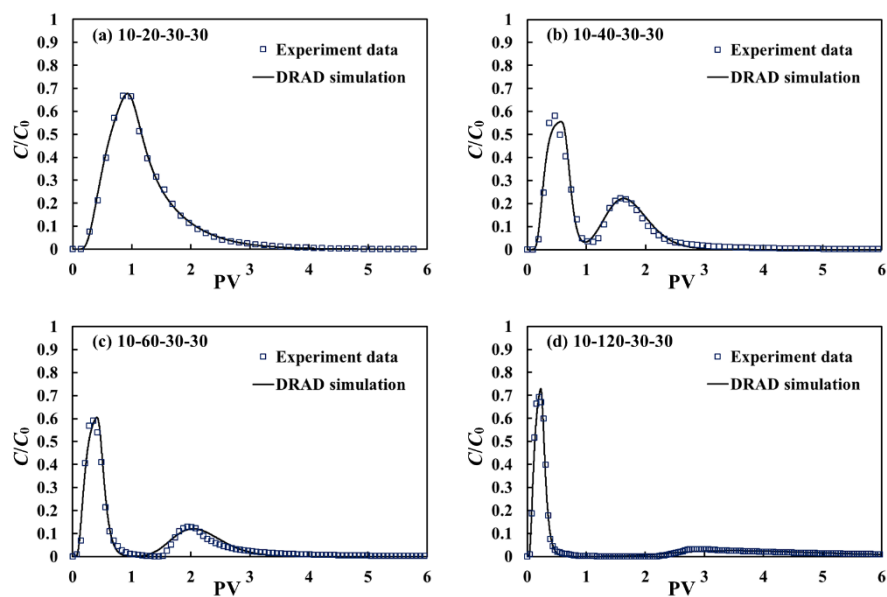 (a) 10-20-30-30
Experiment data
DRAD simulation
C/C0
1
0.9
0.8
0.7
0.6
0.5
0.4
0.3
0.2
0.1
0
0 1 2 3 4 5 6
PV
(b) 10-40-30-30
Experiment data
DRAD simulation
C/C0
1
0.9
0.8
0.7
0.6
0.5
0.4
0.3
0.2
0.1
0
0 1 2 3 4 5 6
PV
(c) 10-60-30-30
Experiment data
DRAD simulation
C/C0
1
0.9
0.8
0.7
0.6
0.5
0.4
0.3
0.2
0.1
0
0 1 2 3 4 5 6
PV
(d) 10-120-30-30
Experiment data
DRAD simulation
C/C0
1
0.9
0.8
0.7
0.6
0.5
0.4
0.3
0.2
0.1
0
0 1 2 3 4 5 6
PV